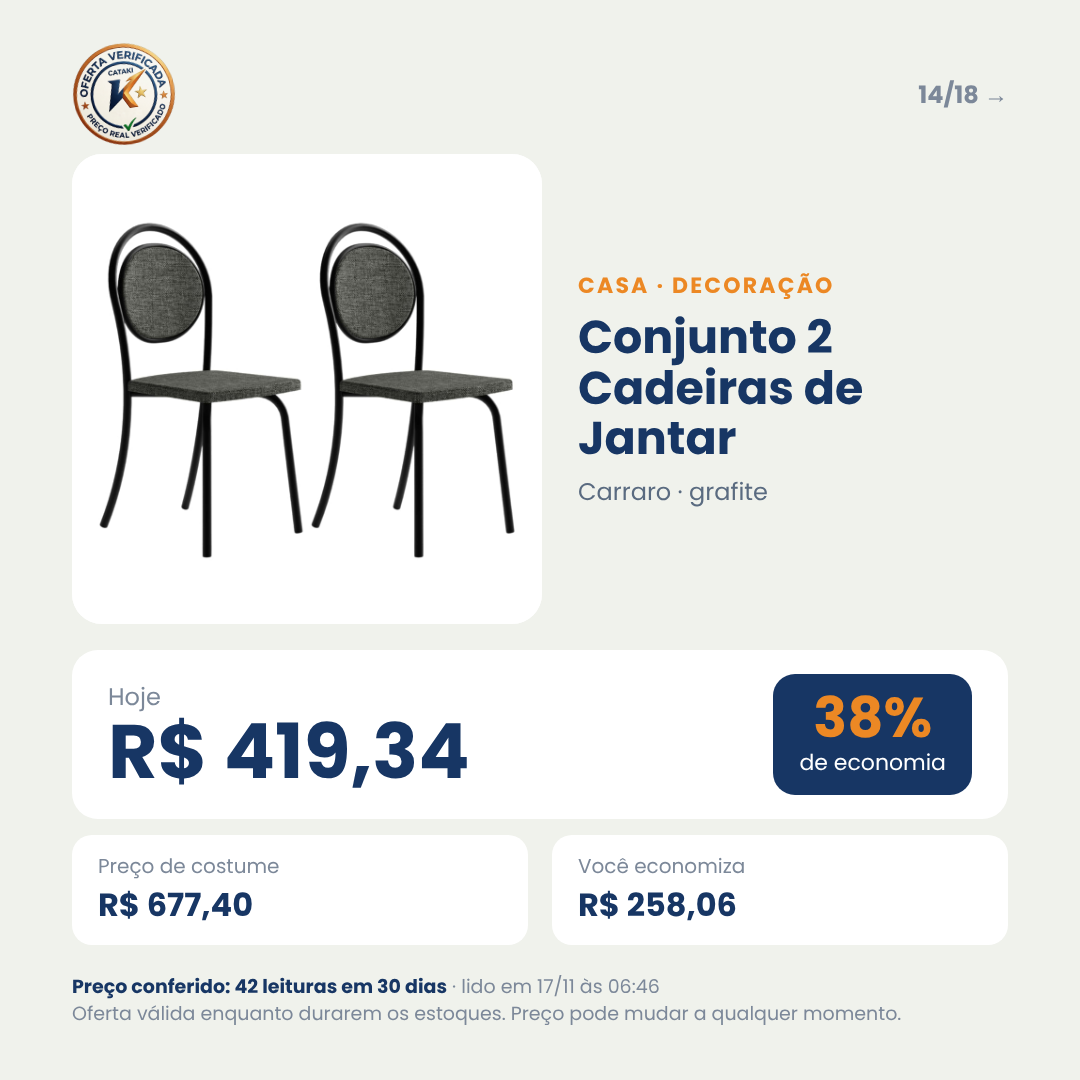 OFERTA VERIFICADA
CATAKI
K
PREÇO REAL VERIFICADO
14/18 →
CASA · DECORAÇÃO
Conjunto 2
Cadeiras de
Jantar
Carraro · grafite
Hoje
R$ 419,34
38%
de economia
Preço de costume
R$ 677,40
Você economiza
R$ 258,06
Preço conferido: 42 leituras em 30 dias · lido em 17/11 às 06:46
Oferta válida enquanto durarem os estoques. Preço pode mudar a qualquer momento.